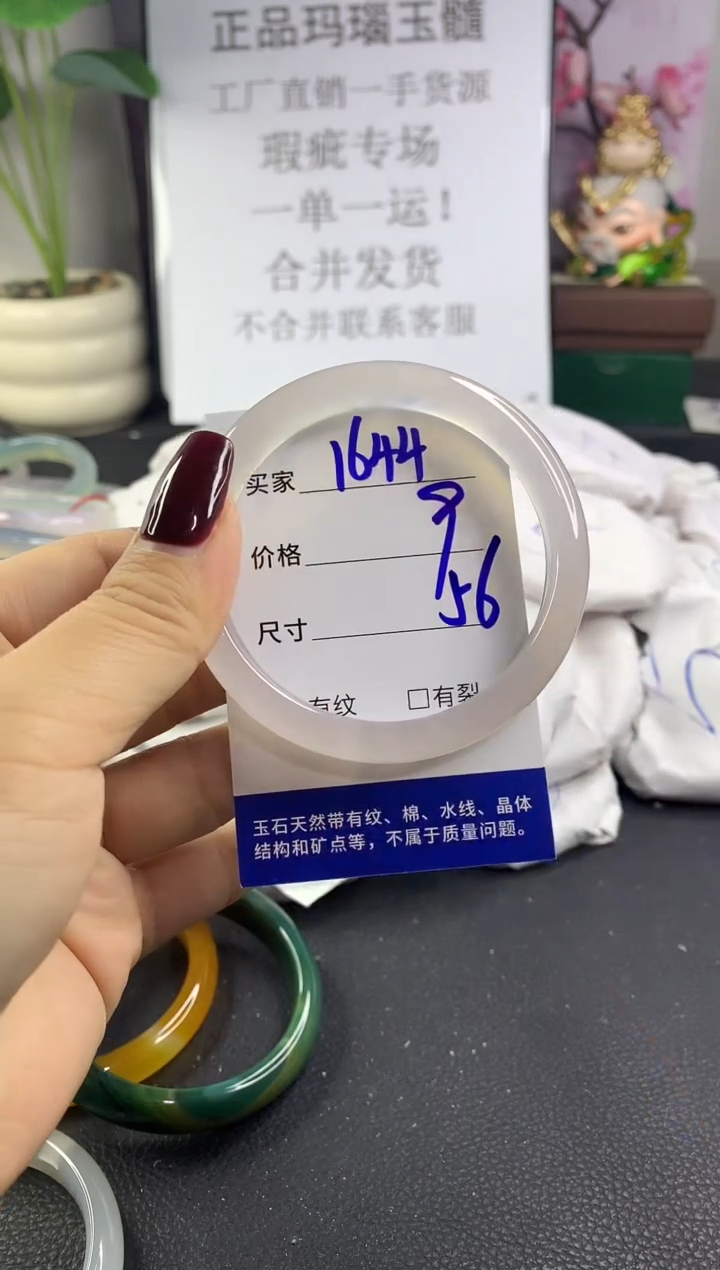 正品玛瑙玉髓
工厂直销一手货源
瑕疵专场
一单一运！
合并发货
不合并联系客服
买家 1644
价格 9
尺寸 56
有纹 □有裂
玉石天然带有纹、棉、水线、晶体
结构和矿点等，不属于质量问题。